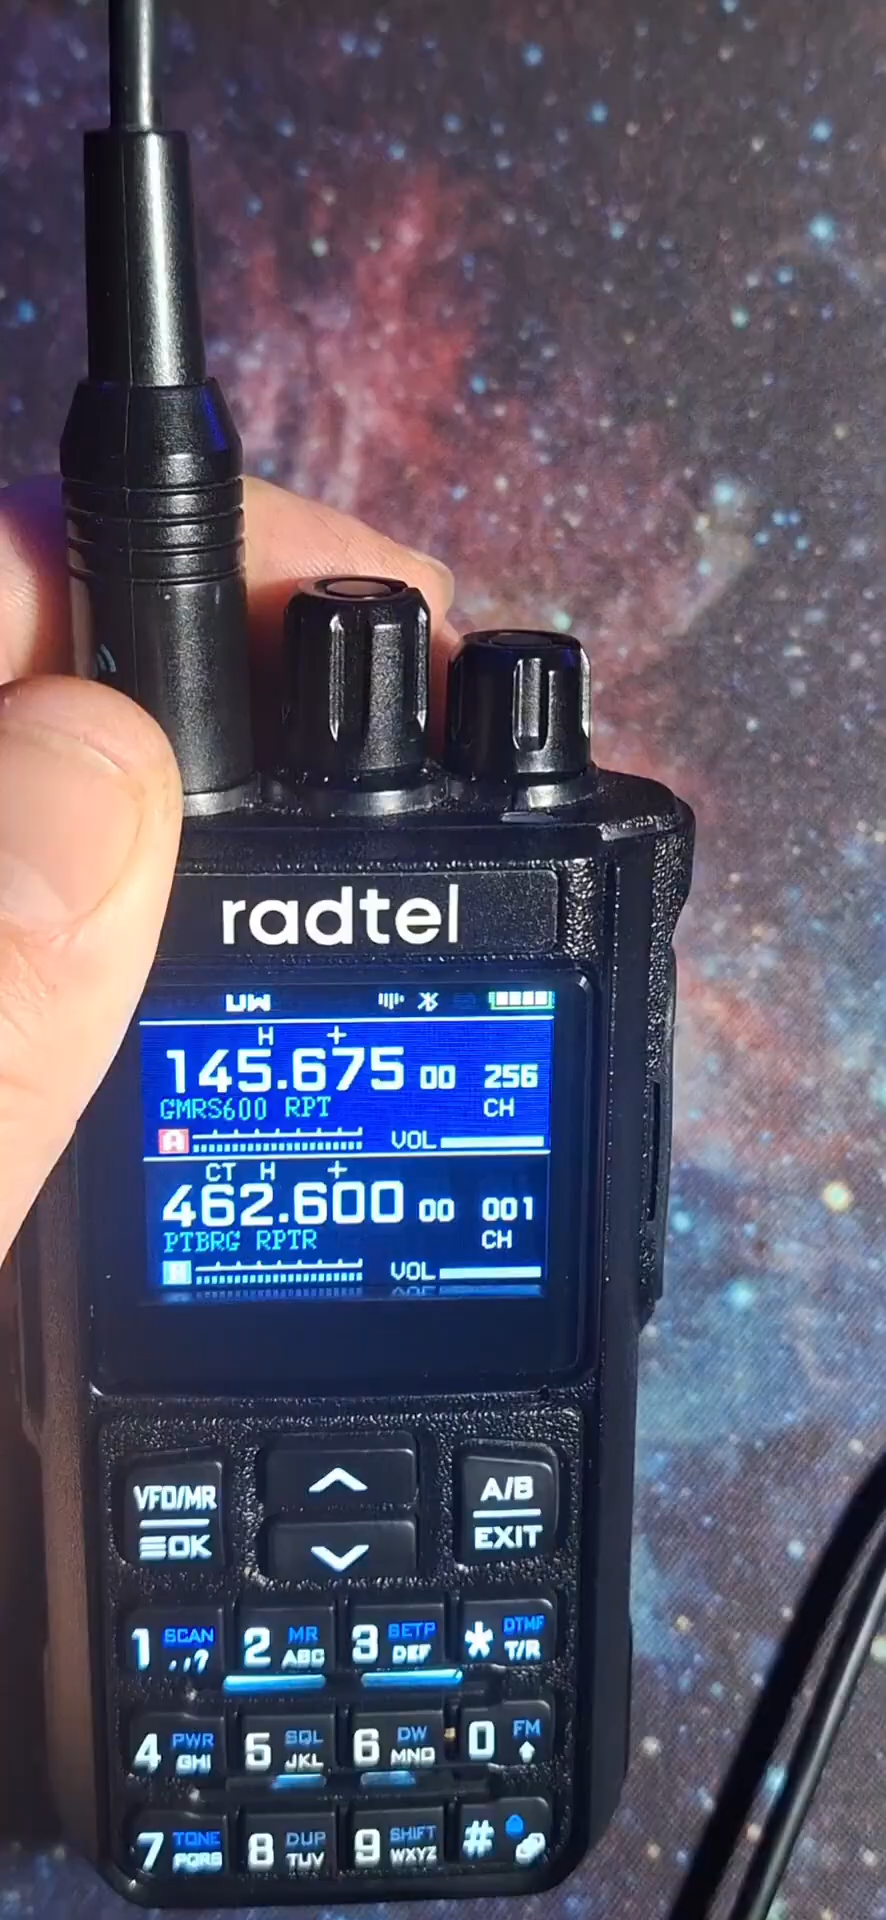 radtel
DW
H +
145.675 00 256
GMRS600 RPT CH
A VOL
CT H +
462.600 00 001
PTBRG RPTR CH
VOL
VFO/MR
OK
A/B
EXIT
1 SCAN
2 MR ABC
3 BETP DEF
* DTMF T/R
4 PWR GHI
5 SQL JKL
6 DW MNO
0 FM
7 TONE PQRS
8 DUP TUV
9 SHIFT WXYZ
#